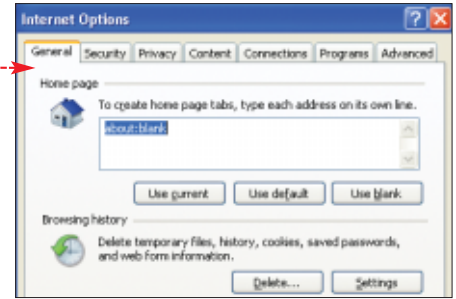 Internet Options
General Security Privacy Content Connections Programs Advanced
Home page
To create home page tabs, type each address on its own line.
about:blank
Use current Use default Use blank
Browsing history
Delete temporary files, history, cookies, saved passwords,
and web form information.
Delete... Settings